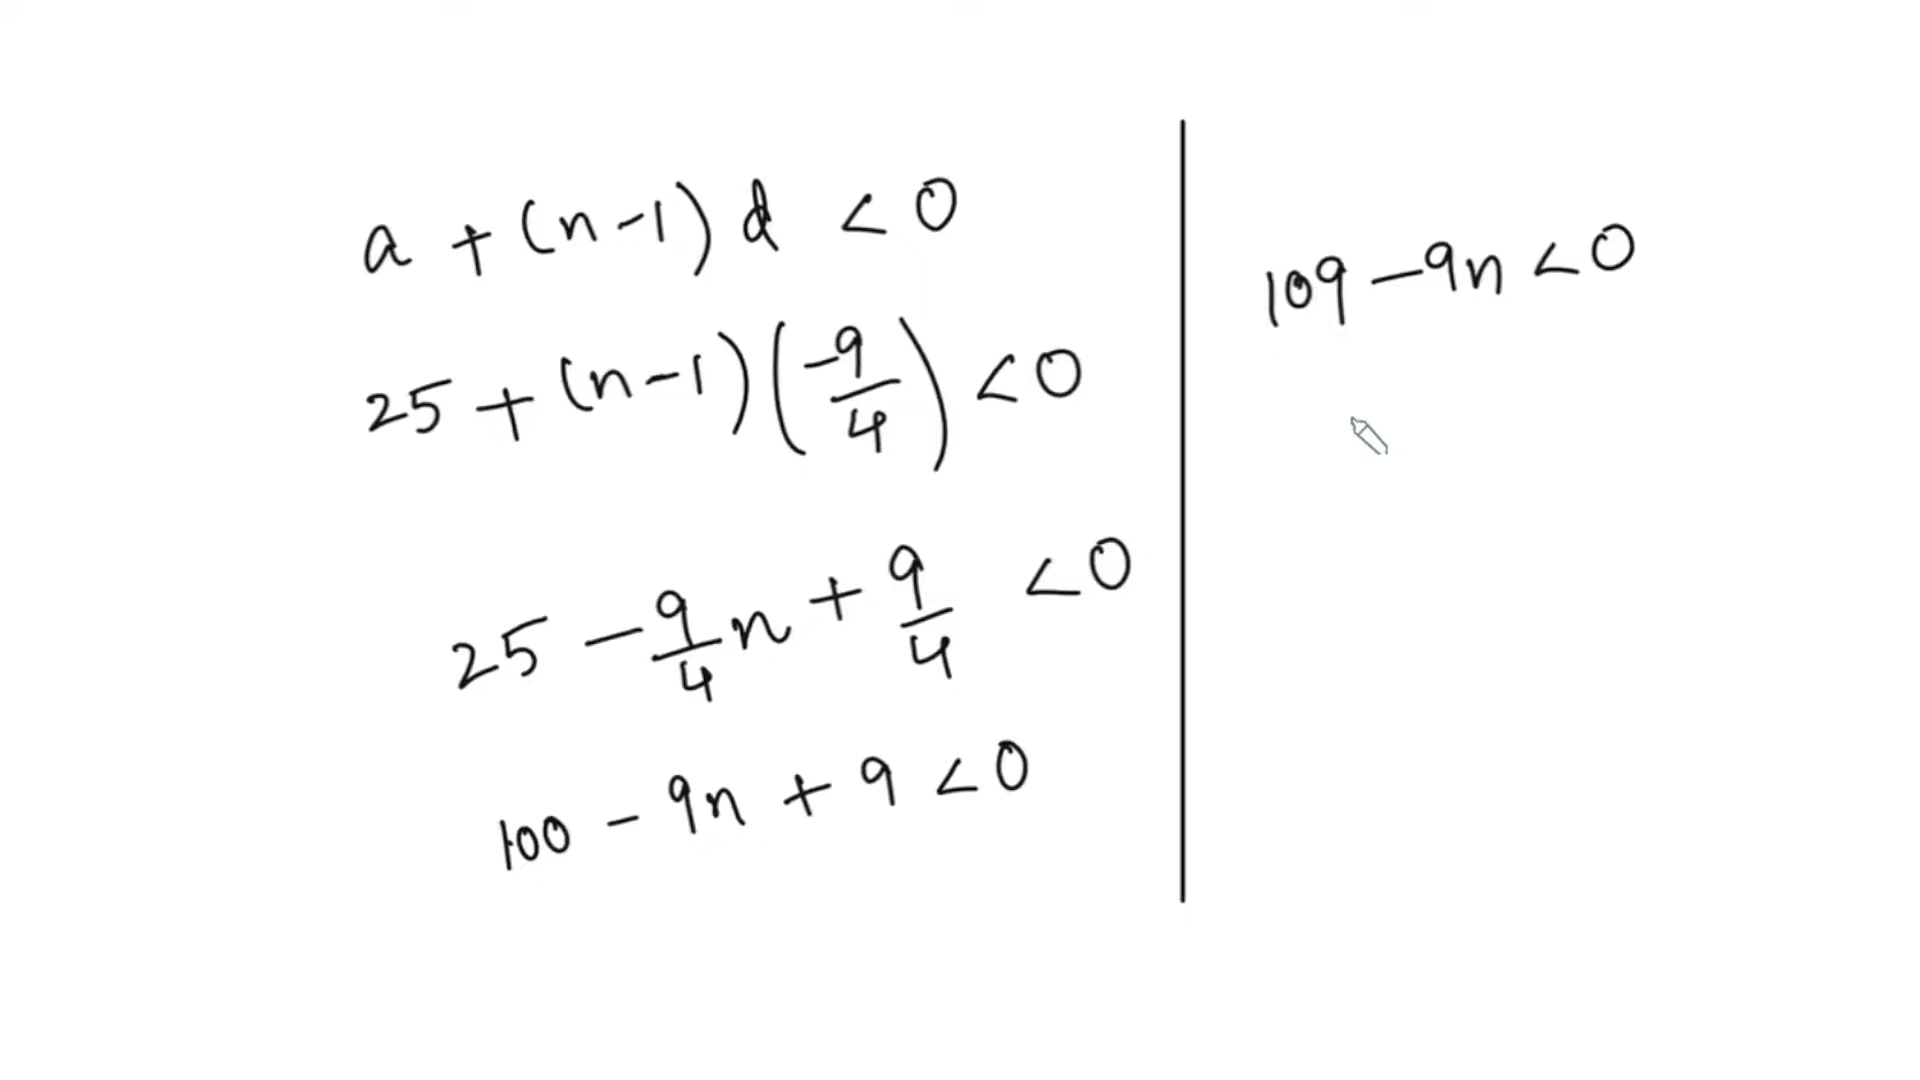 a + (n-1) d < 0
25 + (n-1) (-9/4) < 0
25 - 9/4 n + 9/4 < 0
100 - 9n + 9 < 0
109 - 9n < 0